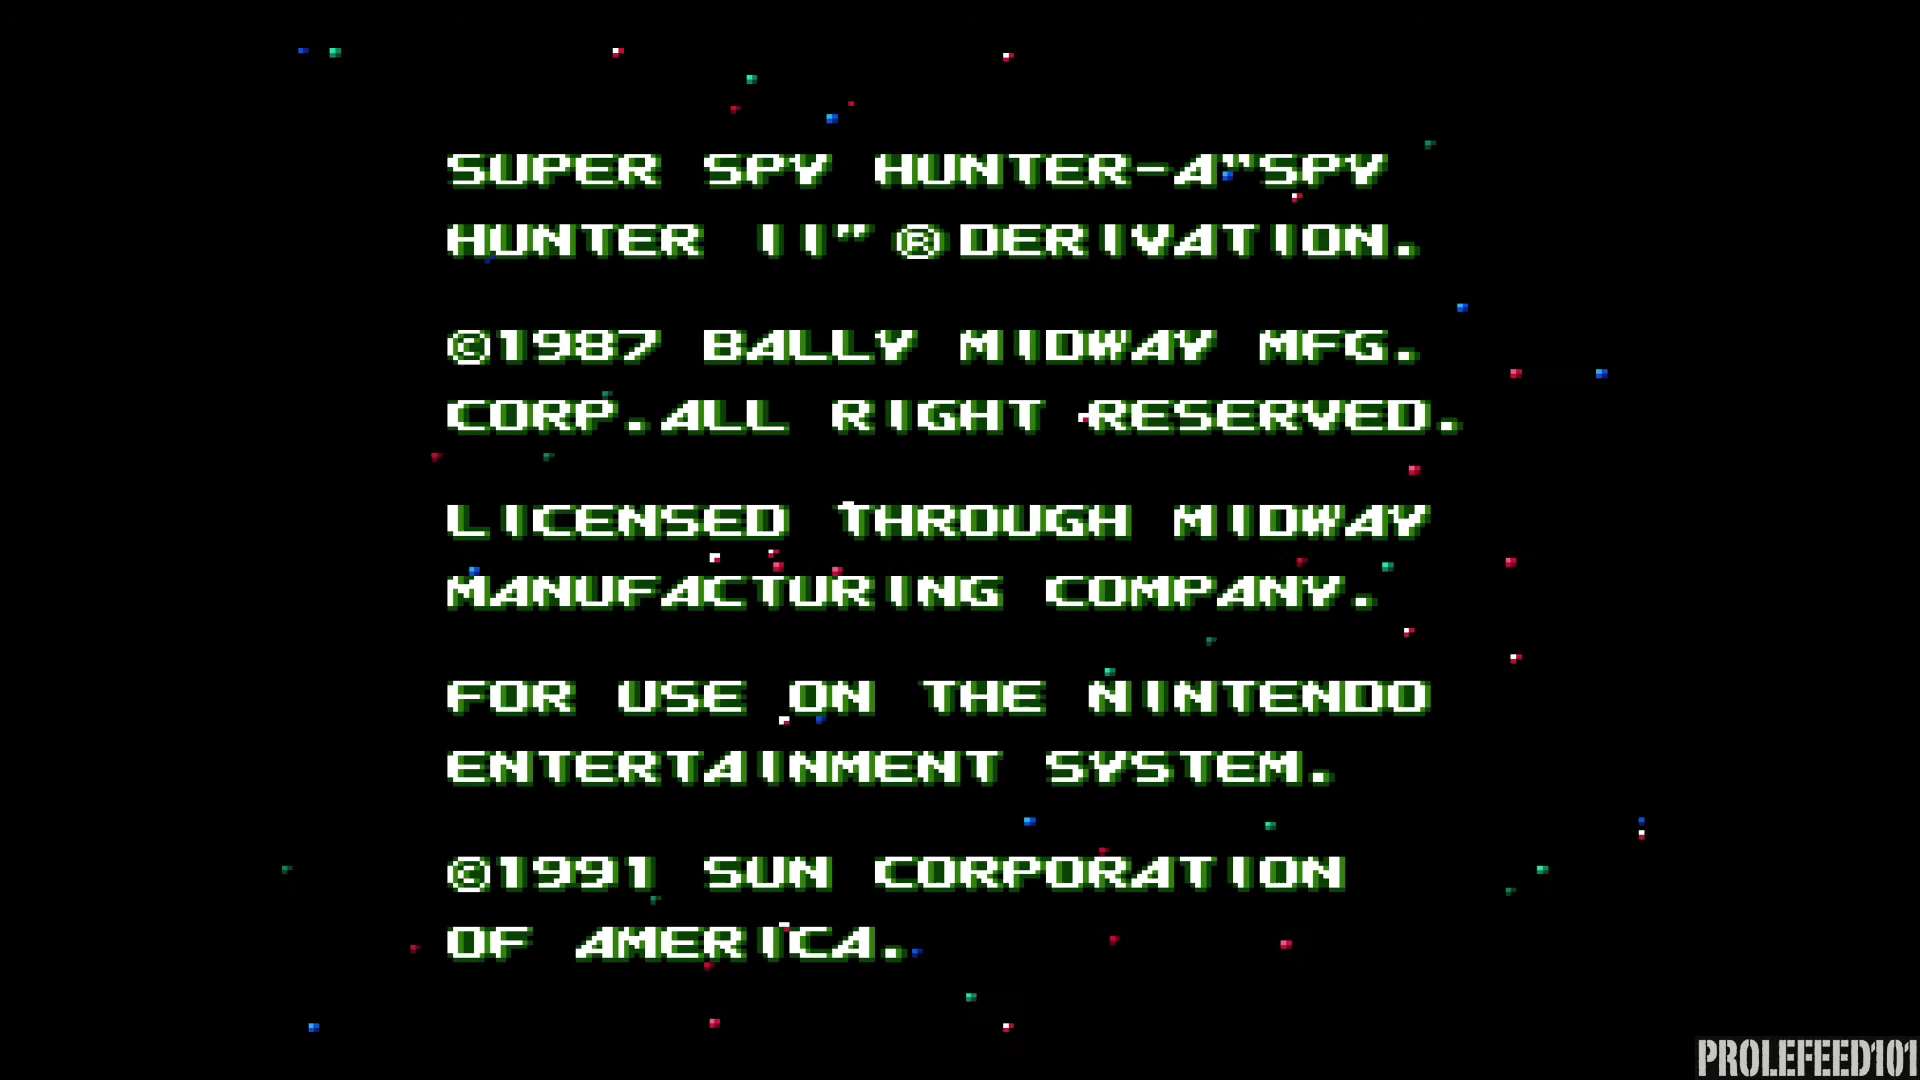 SUPER SPY HUNTER-A"SPY
HUNTER II"®DERIVATION.
©1987 BALLY MIDWAY MFG.
CORP.ALL RIGHT RESERVED.
LICENSED THROUGH MIDWAY
MANUFACTURING COMPANY.
FOR USE ON THE NINTENDO
ENTERTAINMENT SYSTEM.
©1991 SUN CORPORATION
OF AMERICA.
PROLEFEED101